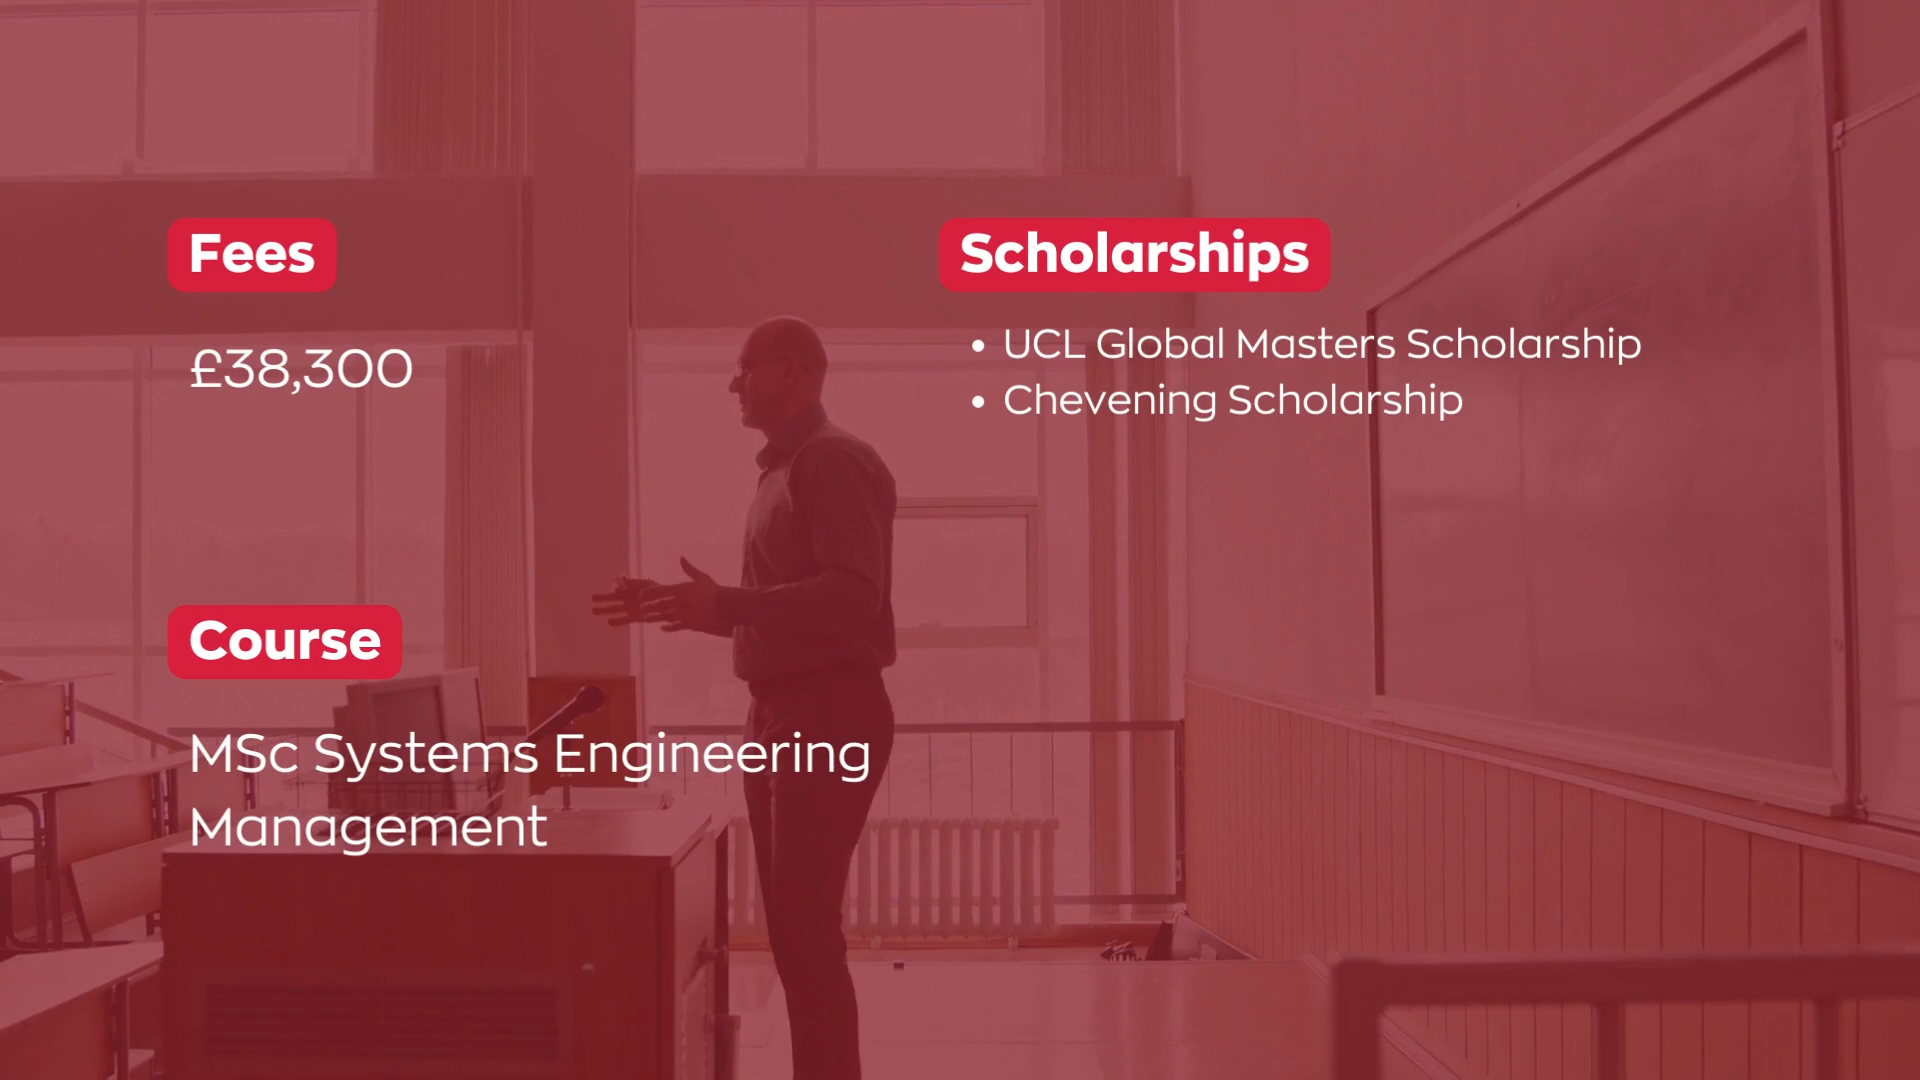 Fees
£38,300
Scholarships
• UCL Global Masters Scholarship
• Chevening Scholarship
Course
MSc Systems Engineering
Management